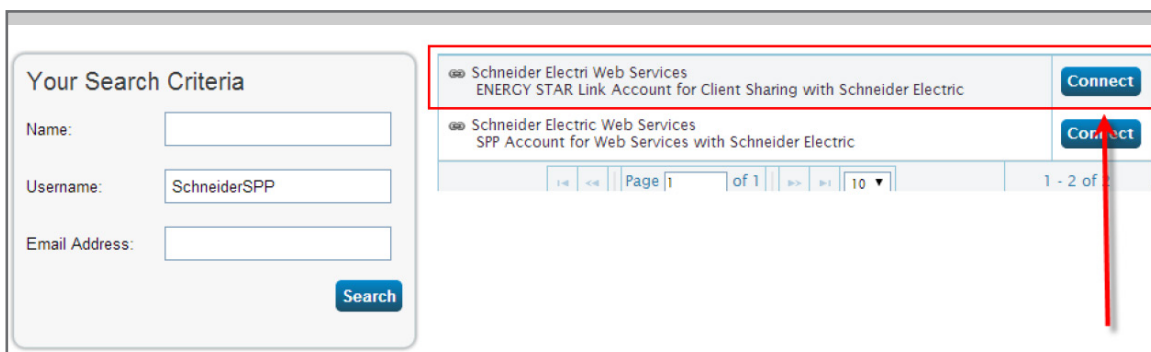 Your Search Criteria
Name:
Username: SchneiderSPP
Email Address:
Search
Schneider Electri Web Services
ENERGY STAR Link Account for Client Sharing with Schneider Electric
Connect
Schneider Electric Web Services
SPP Account for Web Services with Schneider Electric
Connect
Page 1 of 1 10 1 - 2 of 2